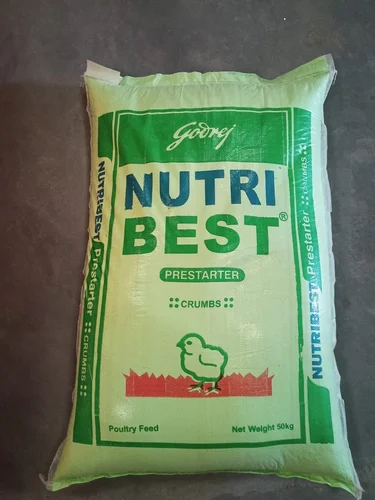 Godrej
NUTRI
BEST®
PRESTARTER
CRUMBS
Poultry Feed
Net Weight 50kg
NUTRIBEST Prestarter CRUMBS
NUTRIBEST Prestarter CRUMBS